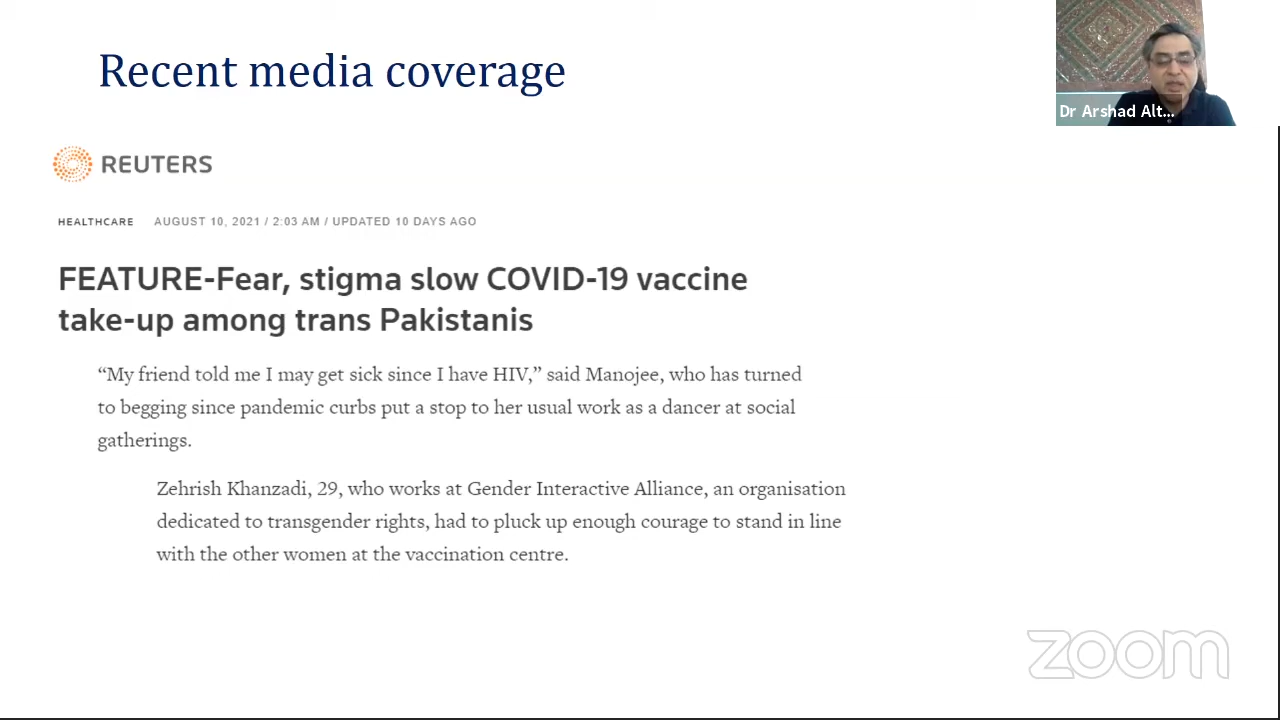 Recent media coverage
Dr Arshad Alt...
REUTERS
HEALTHCARE AUGUST 10, 2021 / 2:03 AM / UPDATED 10 DAYS AGO
FEATURE-Fear, stigma slow COVID-19 vaccine
take-up among trans Pakistanis
“My friend told me I may get sick since I have HIV,” said Manojee, who has turned
to begging since pandemic curbs put a stop to her usual work as a dancer at social
gatherings.
Zehrish Khanzadi, 29, who works at Gender Interactive Alliance, an organisation
dedicated to transgender rights, had to pluck up enough courage to stand in line
with the other women at the vaccination centre.
zoom